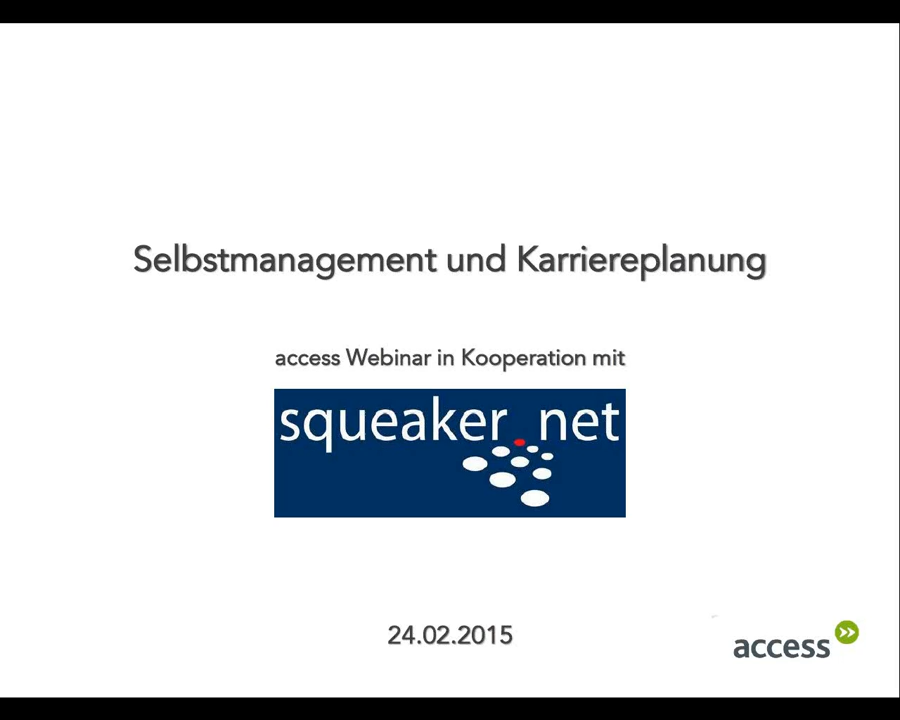 Selbstmanagement und Karriereplanung
access Webinar in Kooperation mit
squeaker.net
24.02.2015
access